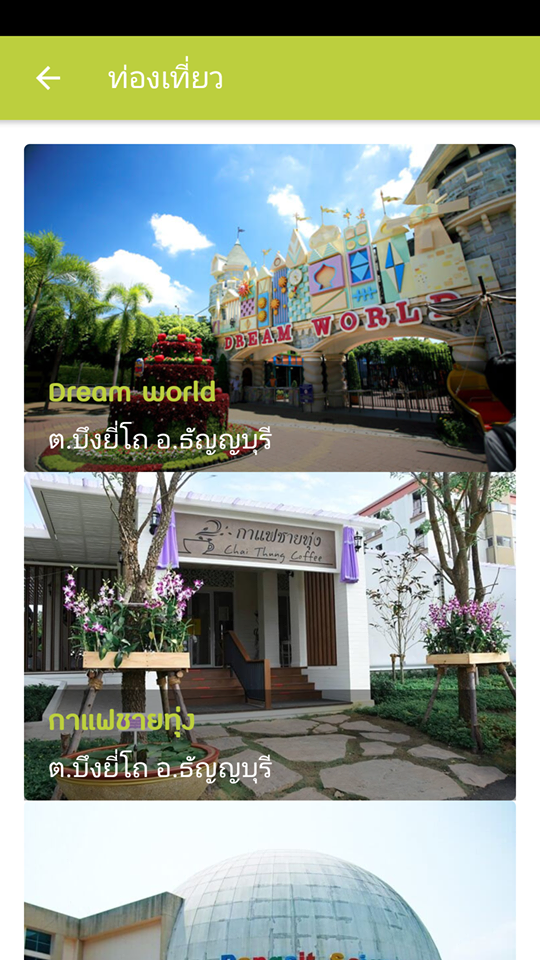 ท่องเที่ยว
DREAM WORLD
Dream world
ต.บึงยี่โถ อ.ธัญญบุรี
กาแฟชายทุ่ง
Chai Thung Coffee
กาแฟชายทุ่ง
ต.บึงยี่โถ อ.ธัญญบุรี